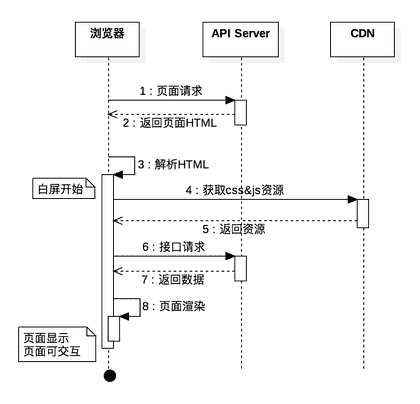 浏览器
API Server
CDN
1 : 页面请求
2 : 返回页面HTML
3 : 解析HTML
白屏开始
4 : 获取css&js资源
5 : 返回资源
6 : 接口请求
7 : 返回数据
8 : 页面渲染
页面显示
页面可交互